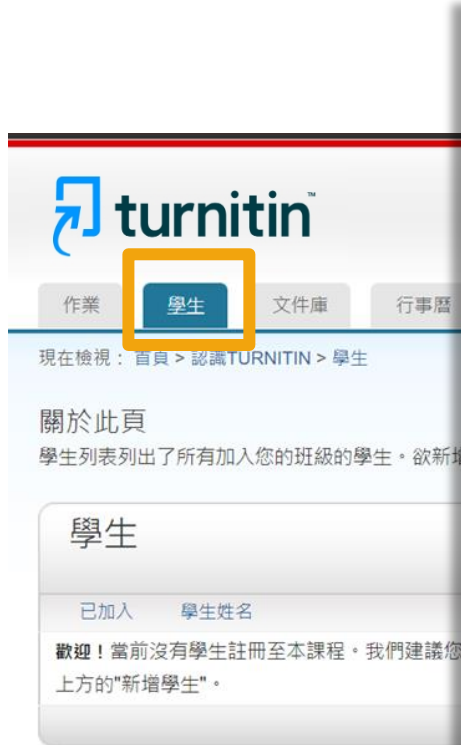 turnitin™
作業 學生 文件庫 行事曆
現在檢視： 首頁 > 認識TURNITIN > 學生
關於此頁
學生列表列出了所有加入您的班級的學生。欲新增
學生
已加入 學生姓名
歡迎！當前沒有學生註冊至本課程。我們建議您
上方的"新增學生"。